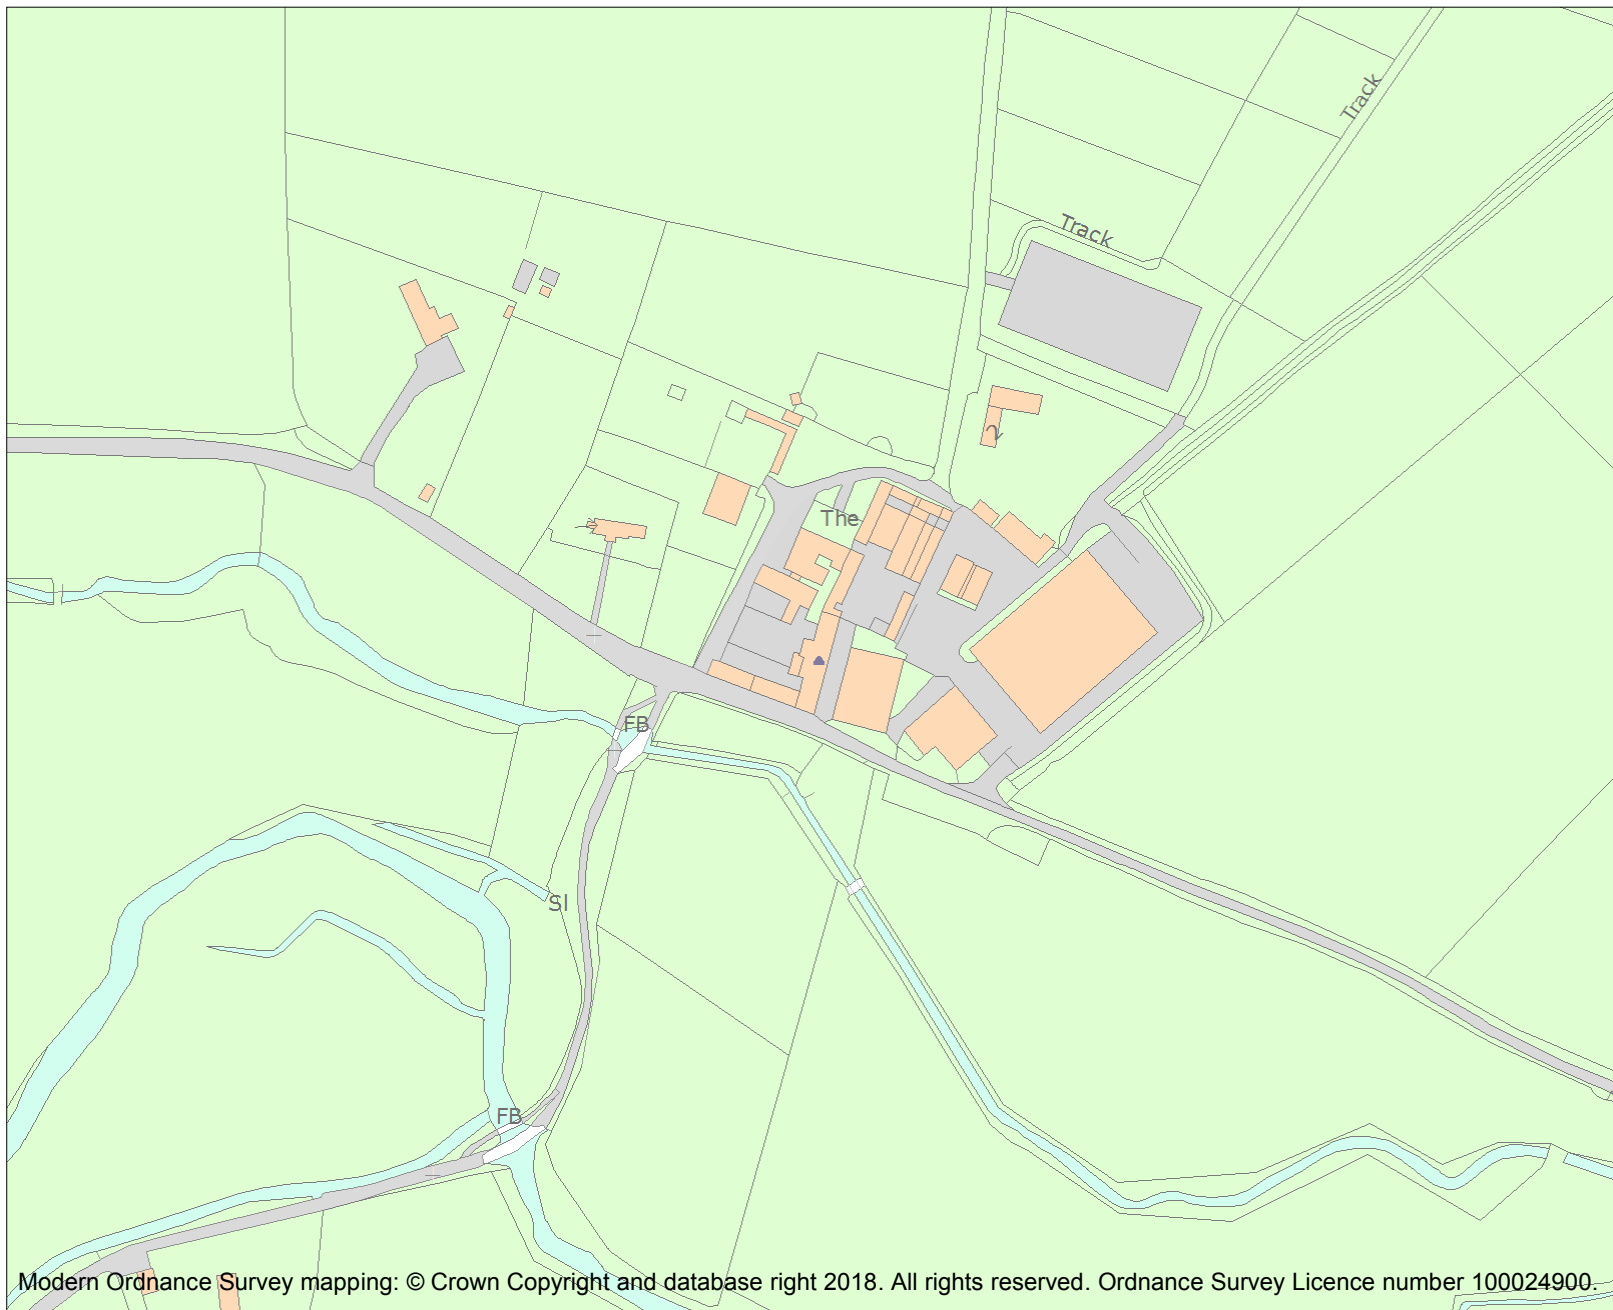 Track
Track
2
The
FB
Sl
FB
Modern Ordnance Survey mapping: © Crown Copyright and database right 2018. All rights reserved. Ordnance Survey Licence number 100024900.